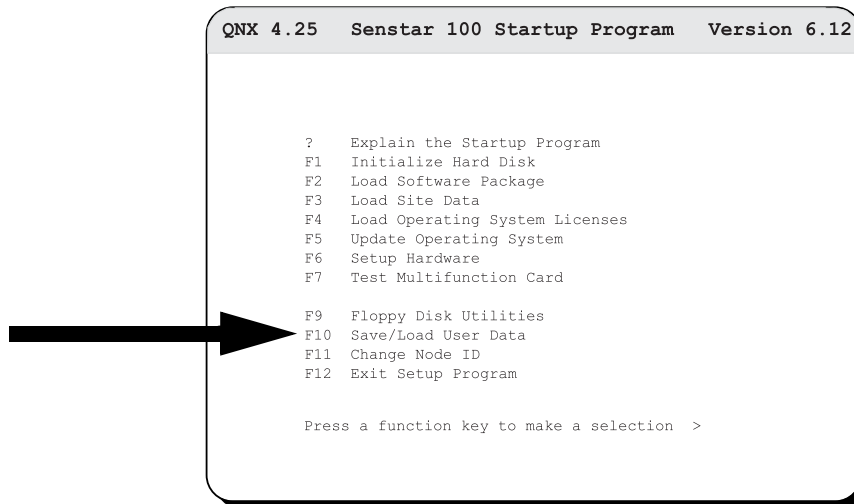 QNX 4.25 Senstar 100 Startup Program Version 6.12
? Explain the Startup Program
F1 Initialize Hard Disk
F2 Load Software Package
F3 Load Site Data
F4 Load Operating System Licenses
F5 Update Operating System
F6 Setup Hardware
F7 Test Multifunction Card
F9 Floppy Disk Utilities
F10 Save/Load User Data
F11 Change Node ID
F12 Exit Setup Program
Press a function key to make a selection >